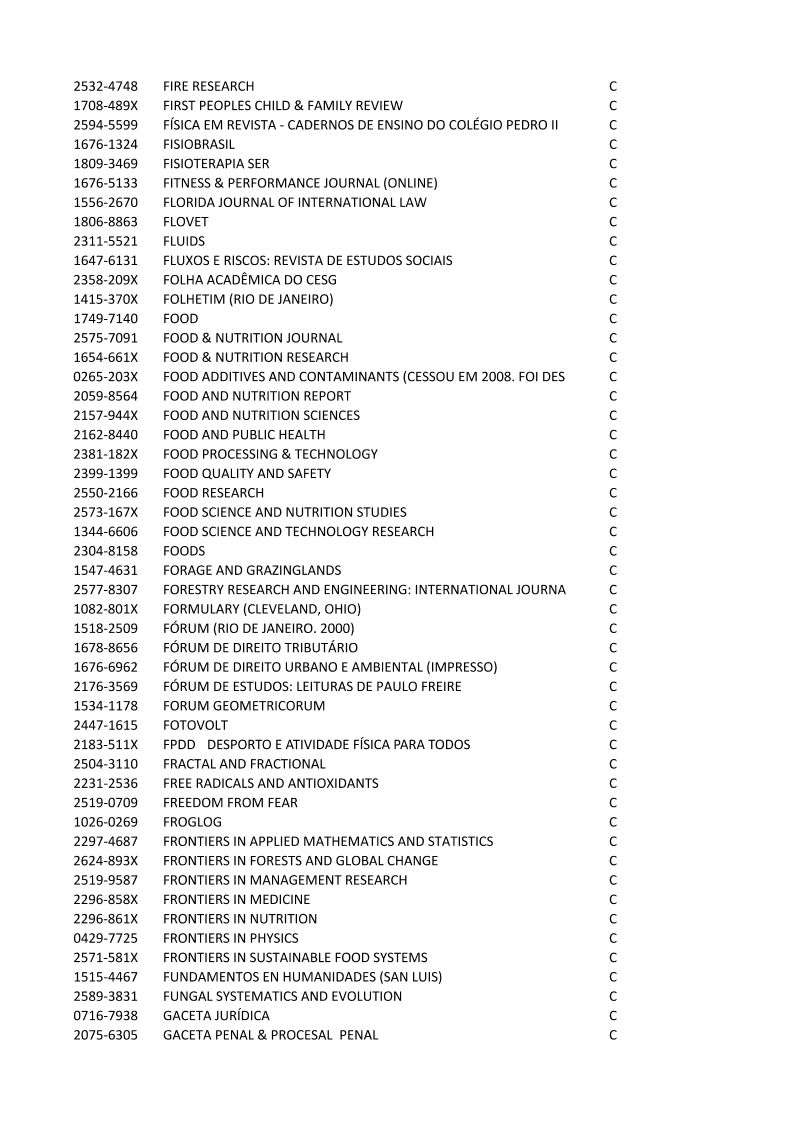 2532-4748 FIRE RESEARCH C
1708-489X FIRST PEOPLES CHILD & FAMILY REVIEW C
2594-5599 FÍSICA EM REVISTA - CADERNOS DE ENSINO DO COLÉGIO PEDRO II C
1676-1324 FISIOBRASIL C
1809-3469 FISIOTERAPIA SER C
1676-5133 FITNESS & PERFORMANCE JOURNAL (ONLINE) C
1556-2670 FLORIDA JOURNAL OF INTERNATIONAL LAW C
1806-8863 FLOVET C
2311-5521 FLUIDS C
1647-6131 FLUXOS E RISCOS: REVISTA DE ESTUDOS SOCIAIS C
2358-209X FOLHA ACADÊMICA DO CESG C
1415-370X FOLHETIM (RIO DE JANEIRO) C
1749-7140 FOOD C
2575-7091 FOOD & NUTRITION JOURNAL C
1654-661X FOOD & NUTRITION RESEARCH C
0265-203X FOOD ADDITIVES AND CONTAMINANTS (CESSOU EM 2008. FOI DES C
2059-8564 FOOD AND NUTRITION REPORT C
2157-944X FOOD AND NUTRITION SCIENCES C
2162-8440 FOOD AND PUBLIC HEALTH C
2381-182X FOOD PROCESSING & TECHNOLOGY C
2399-1399 FOOD QUALITY AND SAFETY C
2550-2166 FOOD RESEARCH C
2573-167X FOOD SCIENCE AND NUTRITION STUDIES C
1344-6606 FOOD SCIENCE AND TECHNOLOGY RESEARCH C
2304-8158 FOODS C
1547-4631 FORAGE AND GRAZINGLANDS C
2577-8307 FORESTRY RESEARCH AND ENGINEERING: INTERNATIONAL JOURNA C
1082-801X FORMULARY (CLEVELAND, OHIO) C
1518-2509 FÓRUM (RIO DE JANEIRO. 2000) C
1678-8656 FÓRUM DE DIREITO TRIBUTÁRIO C
1676-6962 FÓRUM DE DIREITO URBANO E AMBIENTAL (IMPRESSO) C
2176-3569 FÓRUM DE ESTUDOS: LEITURAS DE PAULO FREIRE C
1534-1178 FORUM GEOMETRICORUM C
2447-1615 FOTOVOLT C
2183-511X FPDD DESPORTO E ATIVIDADE FÍSICA PARA TODOS C
2504-3110 FRACTAL AND FRACTIONAL C
2231-2536 FREE RADICALS AND ANTIOXIDANTS C
2519-0709 FREEDOM FROM FEAR C
1026-0269 FROGLOG C
2297-4687 FRONTIERS IN APPLIED MATHEMATICS AND STATISTICS C
2624-893X FRONTIERS IN FORESTS AND GLOBAL CHANGE C
2519-9587 FRONTIERS IN MANAGEMENT RESEARCH C
2296-858X FRONTIERS IN MEDICINE C
2296-861X FRONTIERS IN NUTRITION C
0429-7725 FRONTIERS IN PHYSICS C
2571-581X FRONTIERS IN SUSTAINABLE FOOD SYSTEMS C
1515-4467 FUNDAMENTOS EN HUMANIDADES (SAN LUIS) C
2589-3831 FUNGAL SYSTEMATICS AND EVOLUTION C
0716-7938 GACETA JURÍDICA C
2075-6305 GACETA PENAL & PROCESAL PENAL C